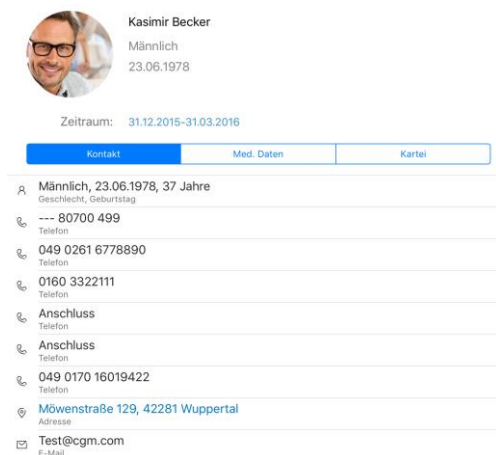 Kasimir Becker
Männlich
23.06.1978
Zeitraum: 31.12.2015-31.03.2016
Kontakt Med. Daten Kartei
Männlich, 23.06.1978, 37 Jahre
Geschlecht, Geburtstag
--- 80700 499
Telefon
049 0261 6778890
Telefon
0160 3322111
Telefon
Anschluss
Telefon
Anschluss
Telefon
049 0170 16019422
Telefon
Möwenstraße 129, 42281 Wuppertal
Adresse
Test@cgm.com
E-Mail